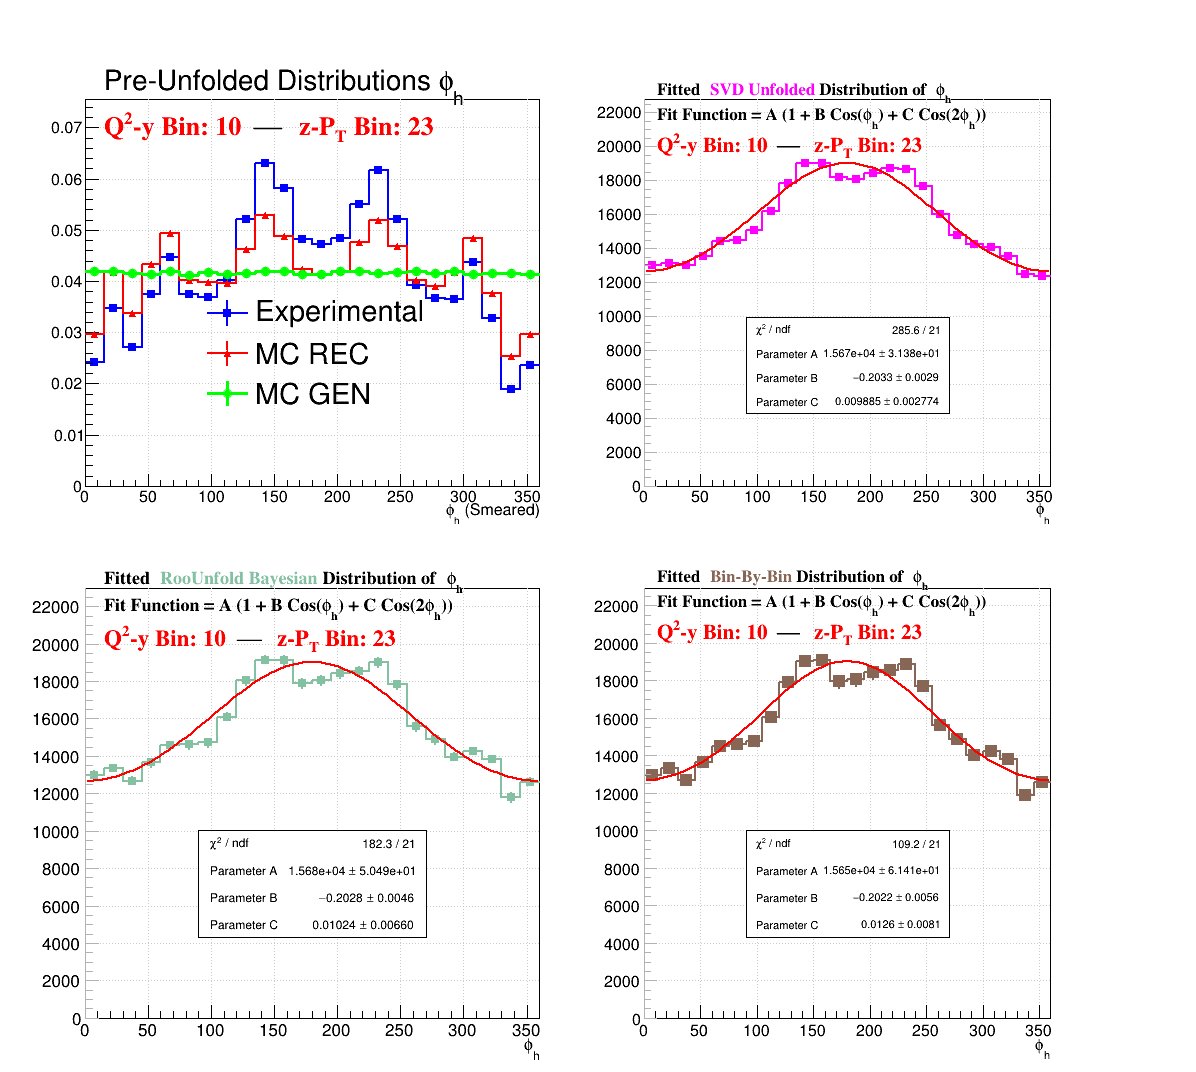 Pre-Unfolded Distributions ϕh
Q²-y Bin: 10 — z-PT Bin: 23
0.07
0.06
0.05
0.04
0.03
0.02
0.01
0
Experimental
MC REC
MC GEN
0 50 100 150 200 250 300 350
ϕh (Smeared)
Fitted SVD Unfolded Distribution of ϕh
Fit Function = A (1 + B Cos(ϕh) + C Cos(2ϕh))
Q²-y Bin: 10 — z-PT Bin: 23
22000
20000
18000
16000
14000
12000
10000
8000
6000
4000
2000
0
χ² / ndf 285.6 / 21
Parameter A 1.567e+04 ± 3.138e+01
Parameter B −0.2033 ± 0.0029
Parameter C 0.009885 ± 0.002774
0 50 100 150 200 250 300 350
ϕh
Fitted RooUnfold Bayesian Distribution of ϕh
Fit Function = A (1 + B Cos(ϕh) + C Cos(2ϕh))
Q²-y Bin: 10 — z-PT Bin: 23
22000
20000
18000
16000
14000
12000
10000
8000
6000
4000
2000
0
χ² / ndf 182.3 / 21
Parameter A 1.568e+04 ± 5.049e+01
Parameter B −0.2028 ± 0.0046
Parameter C 0.01024 ± 0.00660
0 50 100 150 200 250 300 350
ϕh
Fitted Bin-By-Bin Distribution of ϕh
Fit Function = A (1 + B Cos(ϕh) + C Cos(2ϕh))
Q²-y Bin: 10 — z-PT Bin: 23
22000
20000
18000
16000
14000
12000
10000
8000
6000
4000
2000
0
χ² / ndf 109.2 / 21
Parameter A 1.565e+04 ± 6.141e+01
Parameter B −0.2022 ± 0.0056
Parameter C 0.0126 ± 0.0081
0 50 100 150 200 250 300 350
ϕh